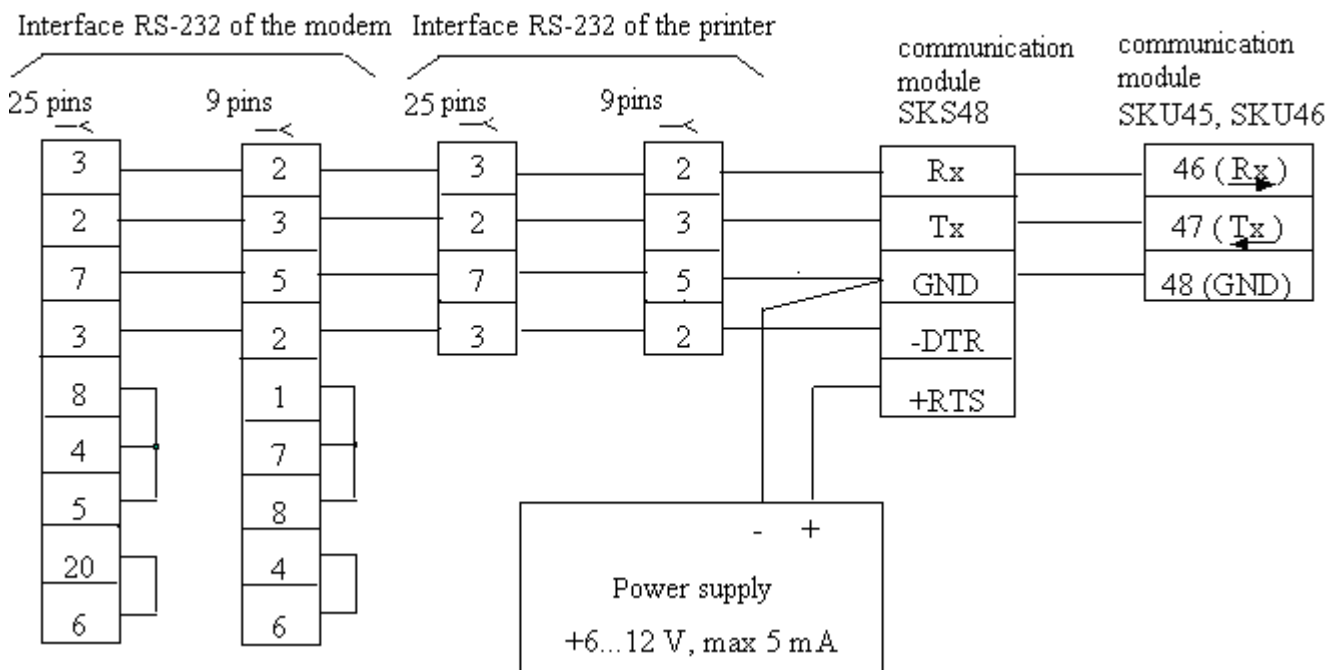 Interface RS-232 of the modem
Interface RS-232 of the printer
communication
module
SKS48
communication
module
SKU45, SKU46
25 pins
9 pins
25 pins
9pins
3
2
7
3
8
4
5
20
6
2
3
5
2
1
7
8
4
6
3
2
7
3
2
3
5
2
Rx
Tx
GND
-DTR
+RTS
46 (Rx)
47 (Tx)
48 (GND)
- +
Power supply
+6...12 V, max 5 mA